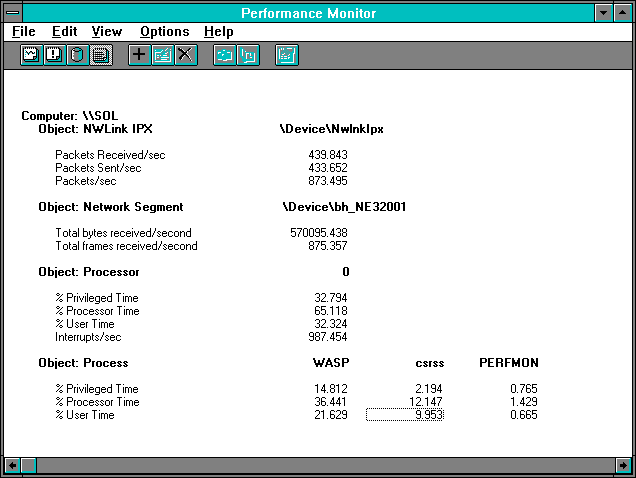 Performance Monitor
File Edit View Options Help
Computer: \\SOL
Object: NWLink IPX \Device\NwlnkIpx
Packets Received/sec 439.843
Packets Sent/sec 433.652
Packets/sec 873.495
Object: Network Segment \Device\bh_NE32001
Total bytes received/second 570095.438
Total frames received/second 875.357
Object: Processor 0
% Privileged Time 32.794
% Processor Time 65.118
% User Time 32.324
Interrupts/sec 987.454
Object: Process WASP csrss PERFMON
% Privileged Time 14.812 2.194 0.765
% Processor Time 36.441 12.147 1.429
% User Time 21.629 9.953 0.665